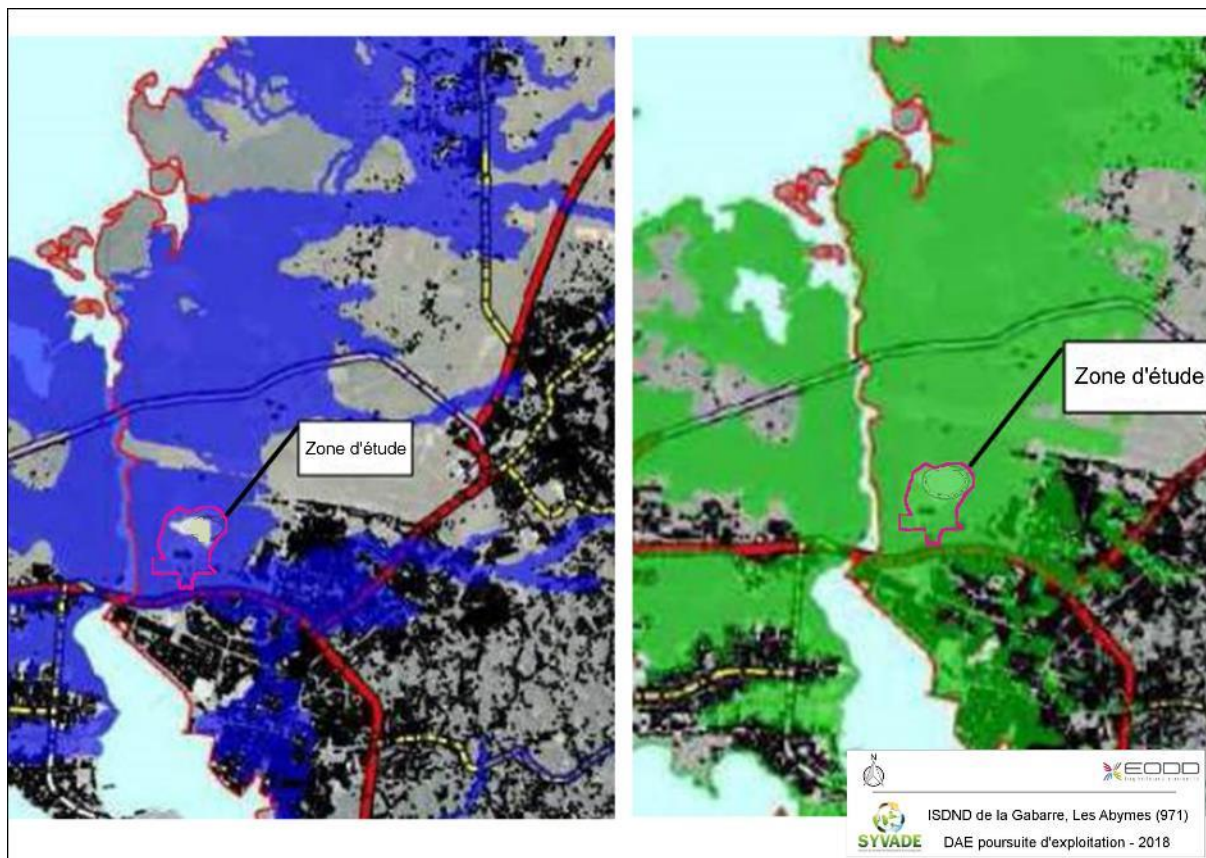 Zone d'étude
Zone d'étude
N
EODD
SYVADE
ISDND de la Gabarre, Les Abymes (971)
DAE poursuite d'exploitation - 2018